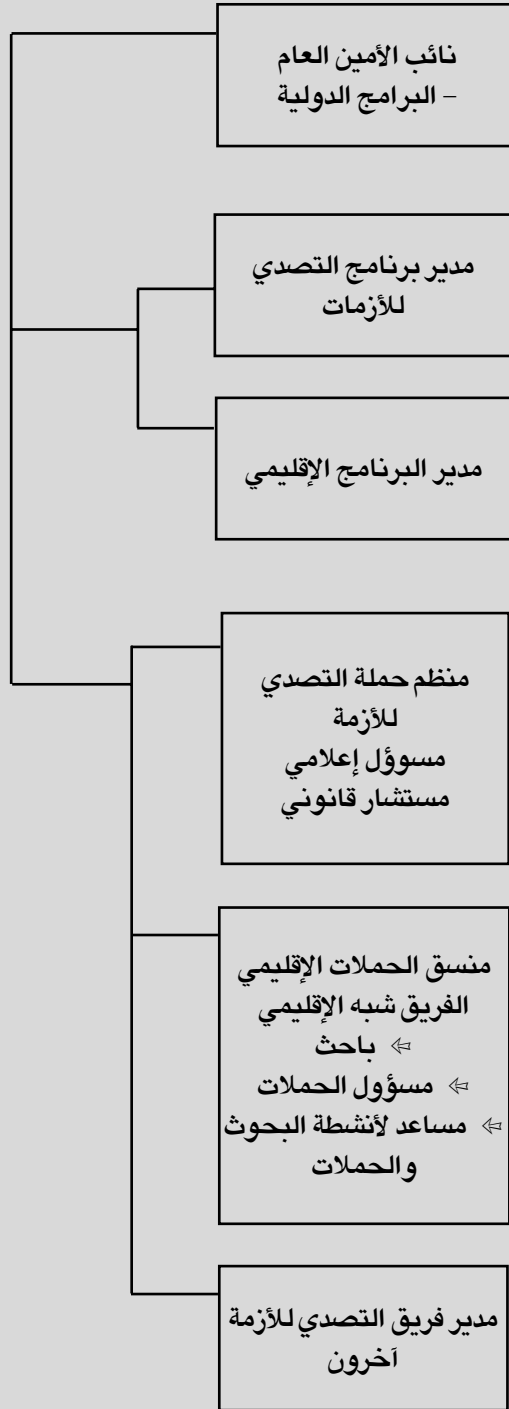 نائب الأمين العام
– البرامج الدولية
مدير برنامج التصدي
للأزمات
مدير البرنامج الإقليمي
منظم حملة التصدي
للأزمة
مسوؤل إعلامي
مستشار قانوني
منسق الحملات الإقليمي
الفريق شبه الإقليمي
⇦ باحث
⇦ مسؤول الحملات
⇦ مساعد لأنشطة البحوث
والحملات
مدير فريق التصدي للأزمة
آخرون